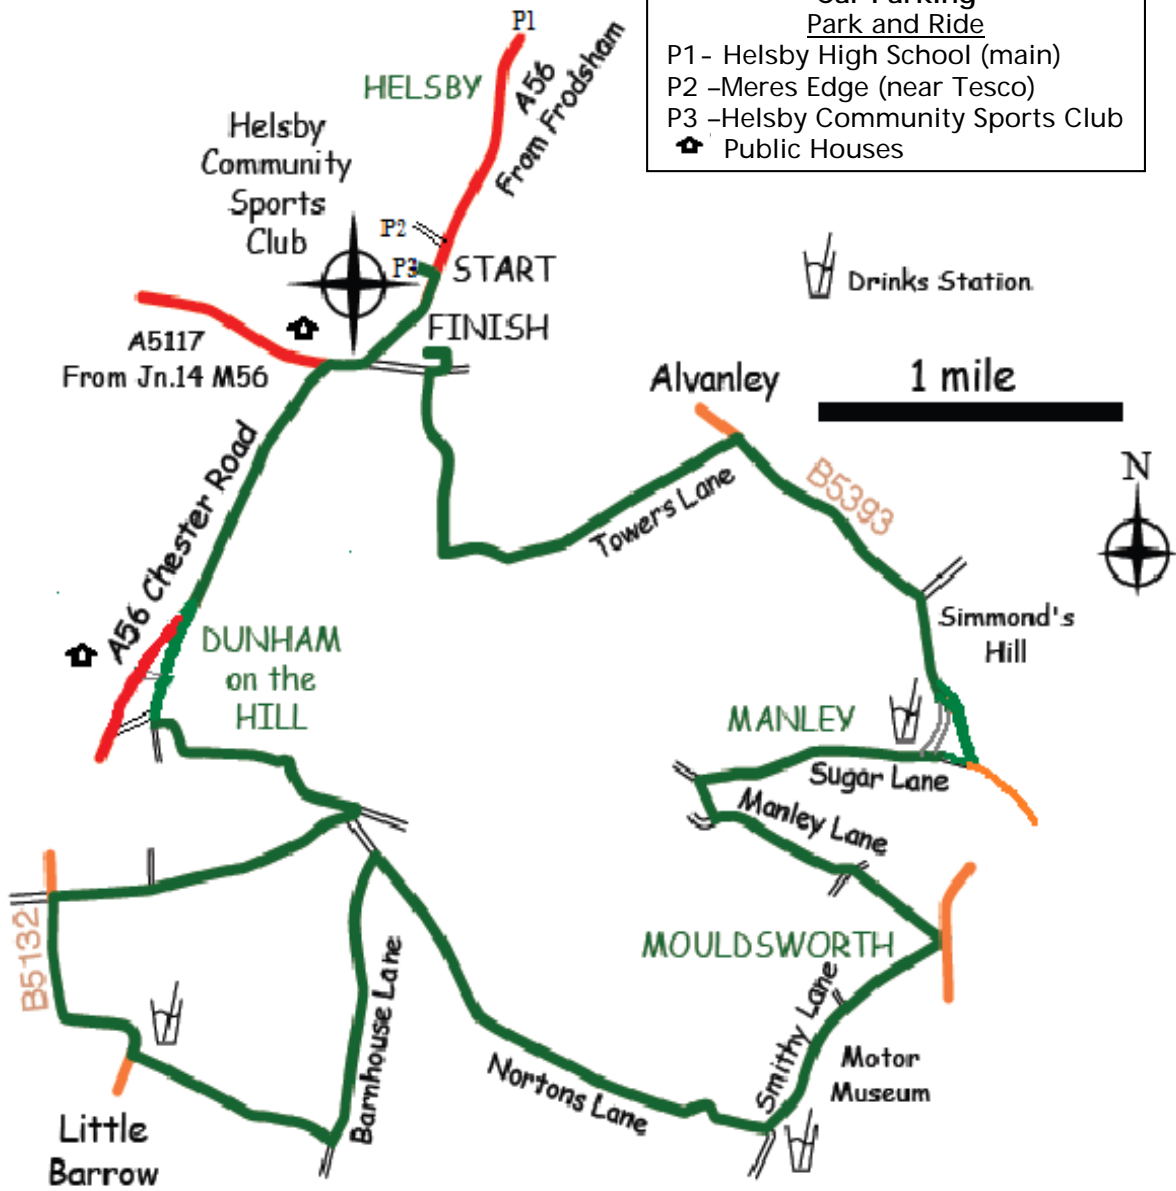 Car Parking
Park and Ride
P1- Helsby High School (main)
P2 –Meres Edge (near Tesco)
P3 –Helsby Community Sports Club
Public Houses
P1
HELSBY
A56
From Frodsham
Helsby
Community
Sports
Club
P2
P3
START
FINISH
Drinks Station
A5117
From Jn.14 M56
Alvanley
1 mile
N
B5393
Towers Lane
A56 Chester Road
Simmond's
Hill
DUNHAM
on the
HILL
MANLEY
Sugar Lane
Manley Lane
MOULDSWORTH
B5132
Barnhouse Lane
Nortons Lane
Smithy Lane
Motor
Museum
Little
Barrow